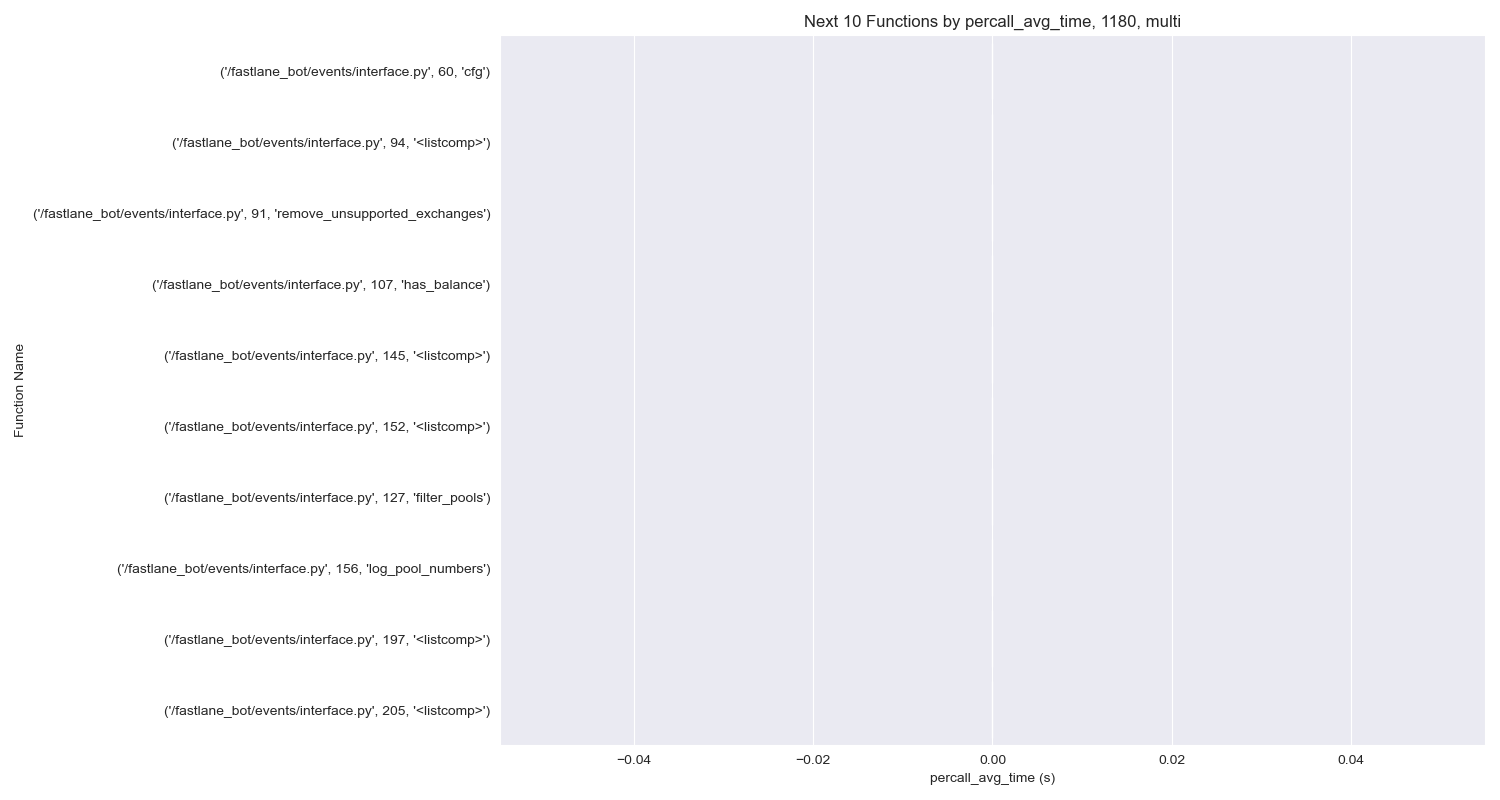 Next 10 Functions by percall_avg_time, 1180, multi
('/fastlane_bot/events/interface.py', 60, 'cfg')
('/fastlane_bot/events/interface.py', 94, '<listcomp>')
('/fastlane_bot/events/interface.py', 91, 'remove_unsupported_exchanges')
('/fastlane_bot/events/interface.py', 107, 'has_balance')
('/fastlane_bot/events/interface.py', 145, '<listcomp>')
('/fastlane_bot/events/interface.py', 152, '<listcomp>')
('/fastlane_bot/events/interface.py', 127, 'filter_pools')
('/fastlane_bot/events/interface.py', 156, 'log_pool_numbers')
('/fastlane_bot/events/interface.py', 197, '<listcomp>')
('/fastlane_bot/events/interface.py', 205, '<listcomp>')
Function Name
−0.04 −0.02 0.00 0.02 0.04
percall_avg_time (s)